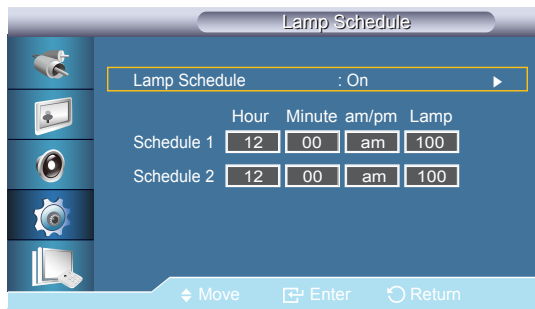 Lamp Schedule
Lamp Schedule : On
Hour Minute am/pm Lamp
Schedule 1 12 00 am 100
Schedule 2 12 00 am 100
Move Enter Return